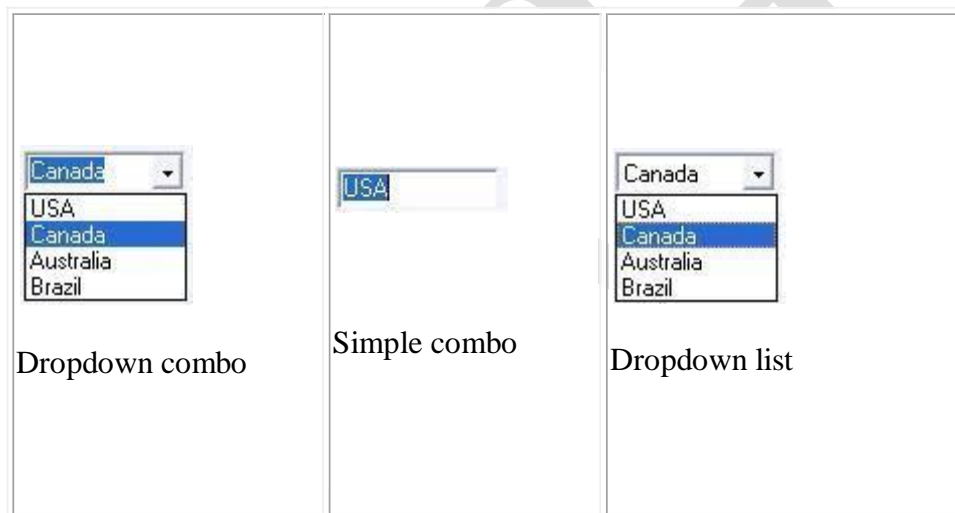 Canada
USA
Canada
Australia
Brazil
Dropdown combo
USA
Simple combo
Canada
USA
Canada
Australia
Brazil
Dropdown list